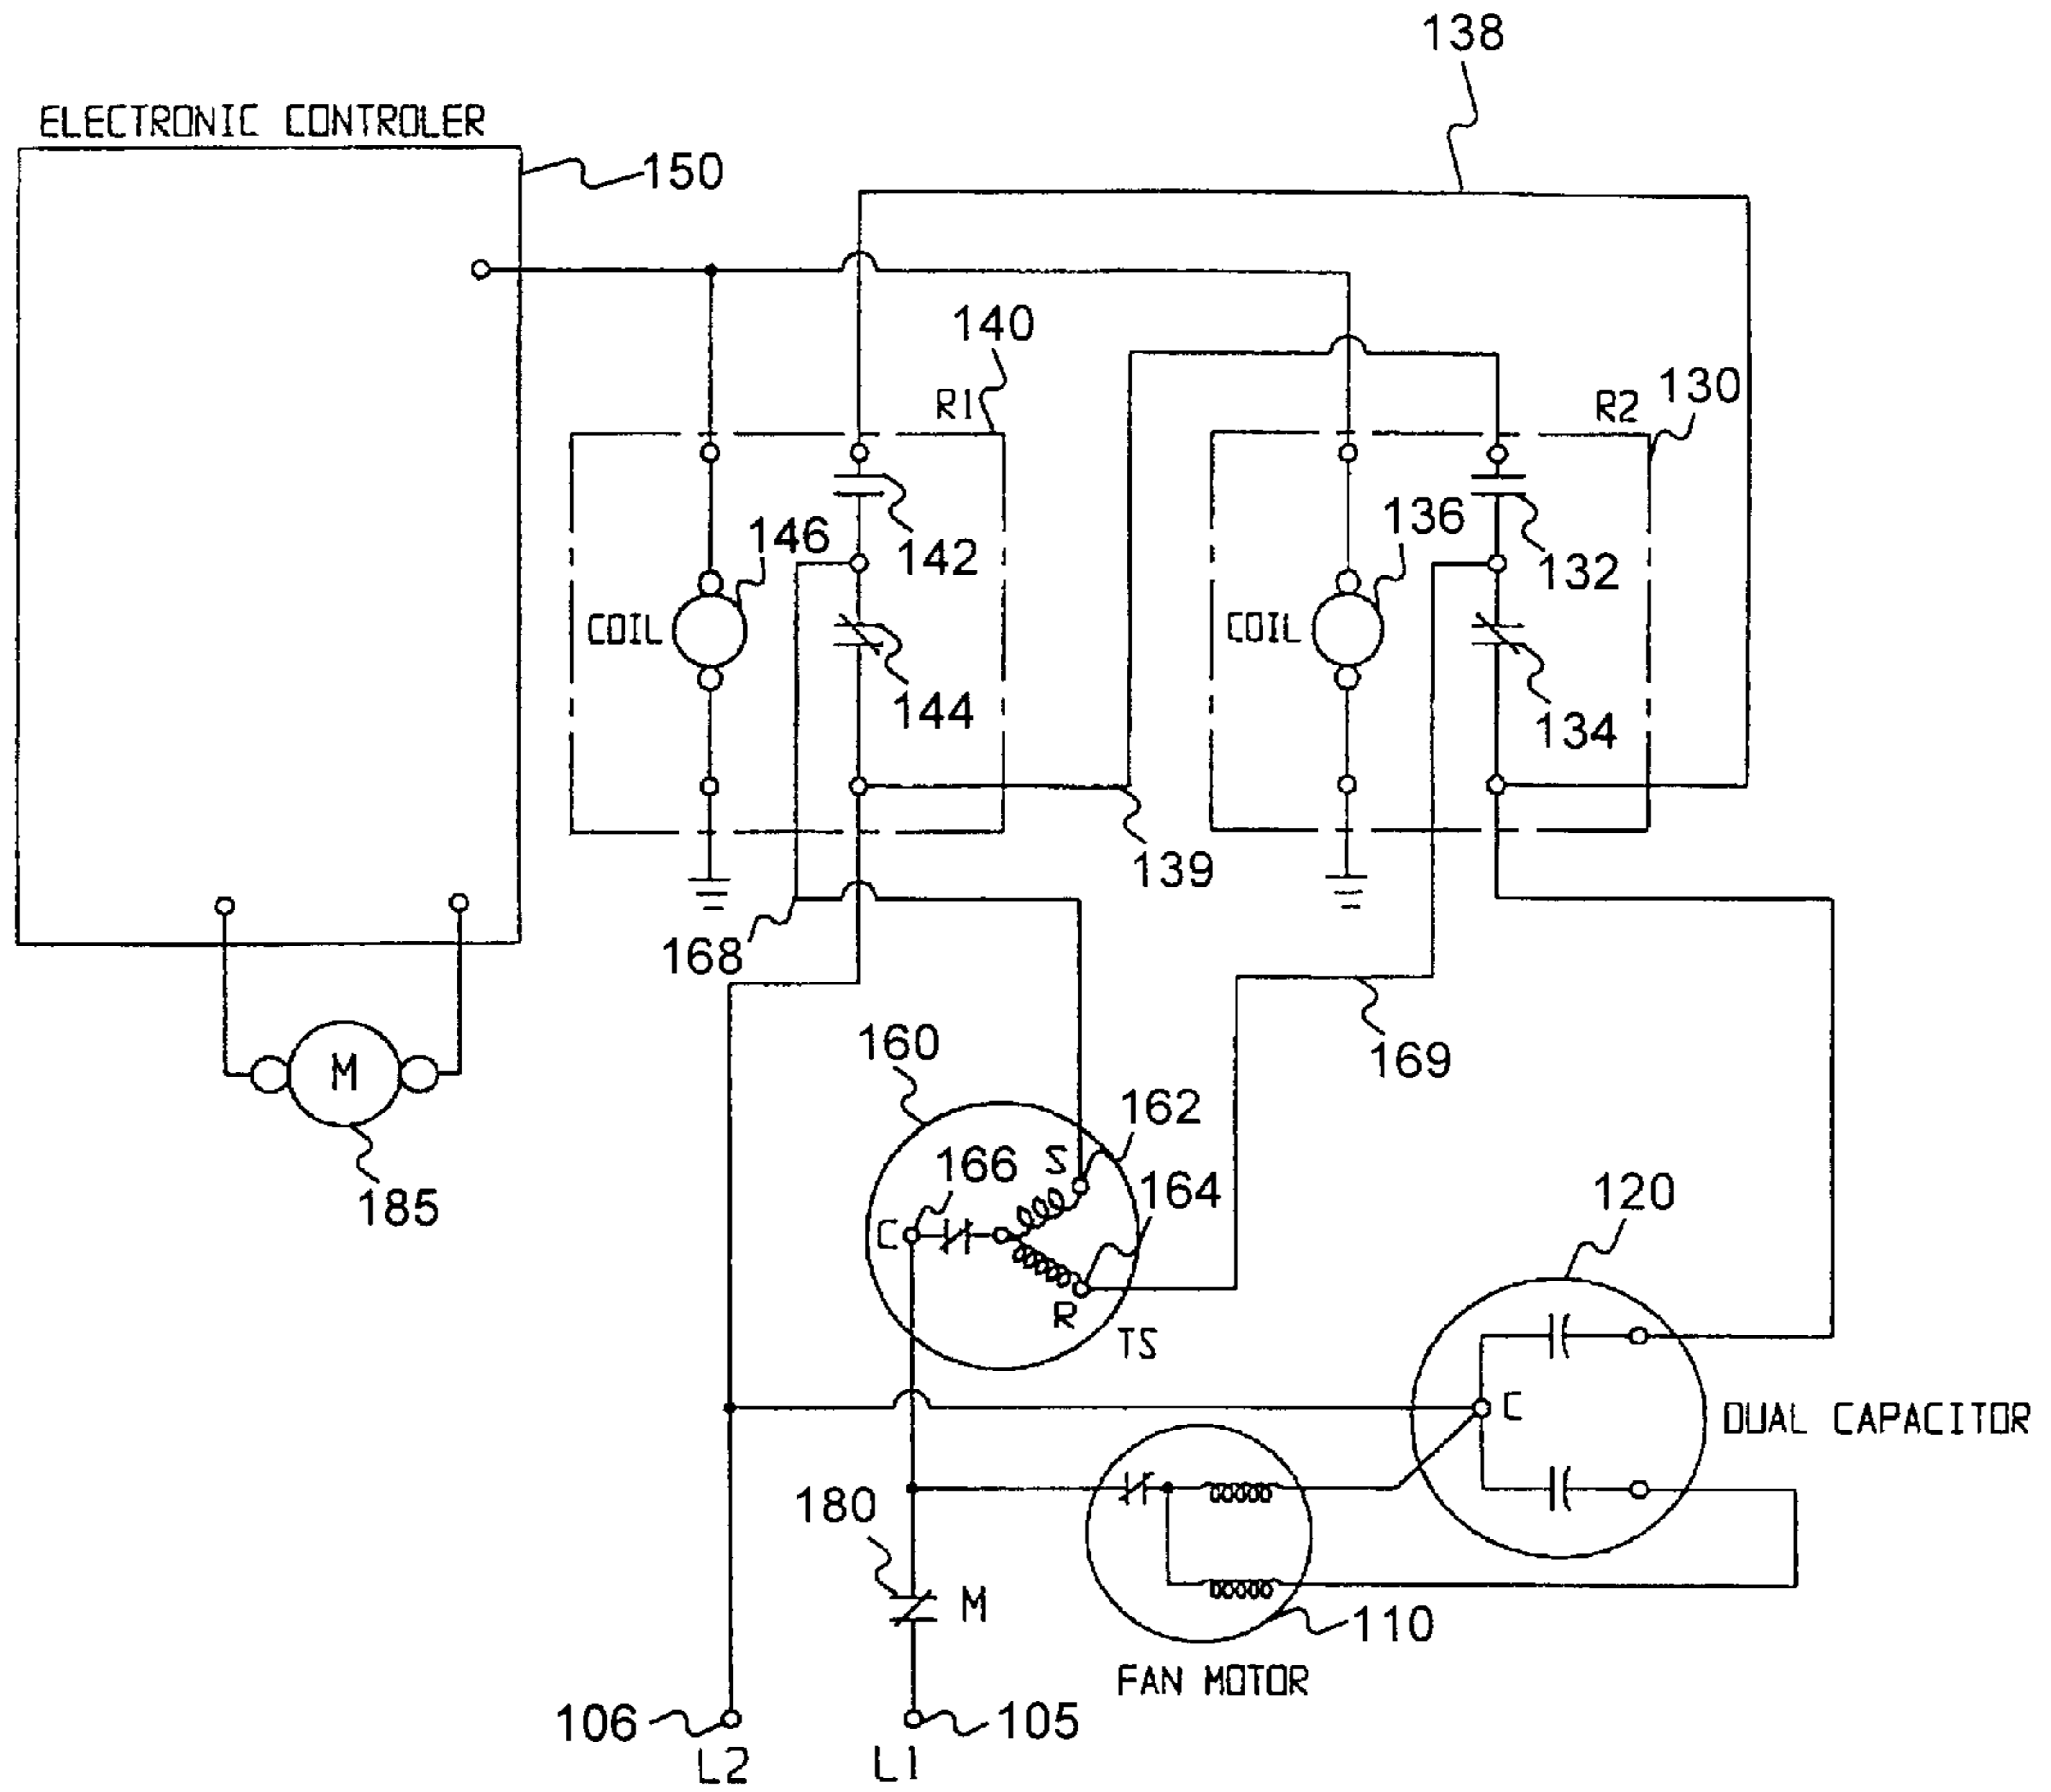 138
ELECTRONIC CONTROLER
150
140
R1
130
R2
146
142
136
132
COIL
COIL
144
134
139
168
160
169
M
162
S
166
164
185
C
120
R
TS
C
DUAL CAPACITOR
180
M
110
FAN MOTOR
106
105
L2
L1